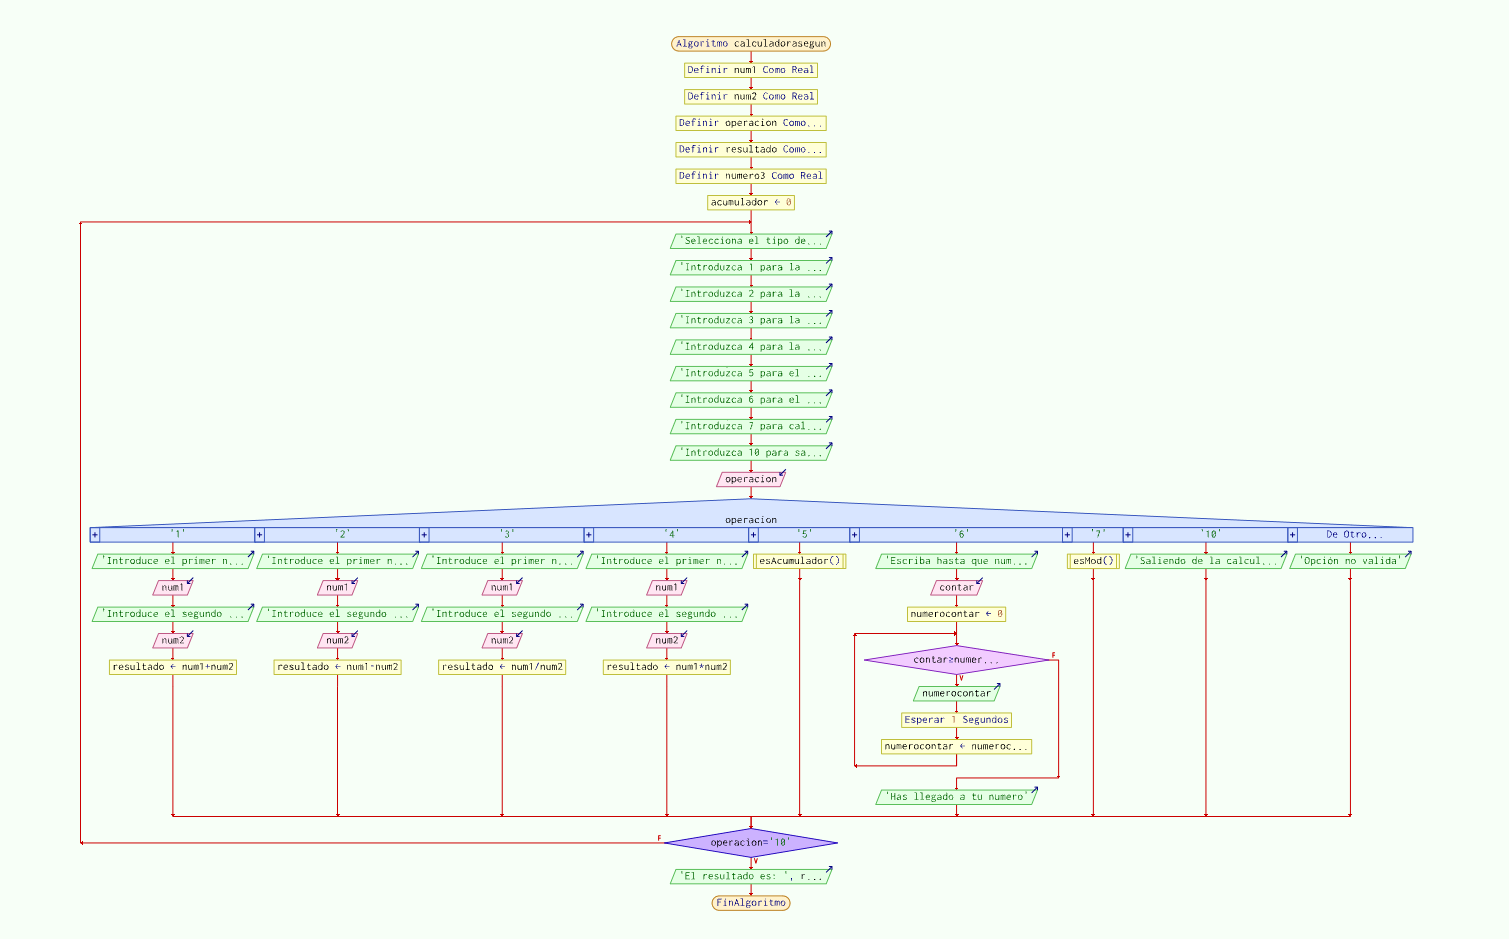 Algoritmo calculadorasegun
Definir num1 Como Real
Definir num2 Como Real
Definir operacion Como...
Definir resultado Como...
Definir numero3 Como Real
acumulador ← 0
'Selecciona el tipo de...
'Introduzca 1 para la ...
'Introduzca 2 para la ...
'Introduzca 3 para la ...
'Introduzca 4 para la ...
'Introduzca 5 para el ...
'Introduzca 6 para el ...
'Introduzca 7 para cal...
'Introduzca 10 para sa...
operacion
operacion
+ '1' + '2' + '3' + '4' + '5' + '6' + '7' + '10' + De Otro...
'Introduce el primer n... 'Introduce el primer n... 'Introduce el primer n... 'Introduce el primer n... esAcumulador() 'Escriba hasta que num... esMod() 'Saliendo de la calcul... 'Opción no valida'
num1 num1 num1 num1 contar
'Introduce el segundo ... 'Introduce el segundo ... 'Introduce el segundo ... 'Introduce el segundo ... numerocontar ← 0
num2 num2 num2 num2
resultado ← num1+num2 resultado ← num1-num2 resultado ← num1/num2 resultado ← num1*num2 contar≥numer... F
V
numerocontar
Esperar 1 Segundos
numerocontar ← numeroc...
'Has llegado a tu numero'
F operacion='10'
V
'El resultado es: ', r...
FinAlgoritmo